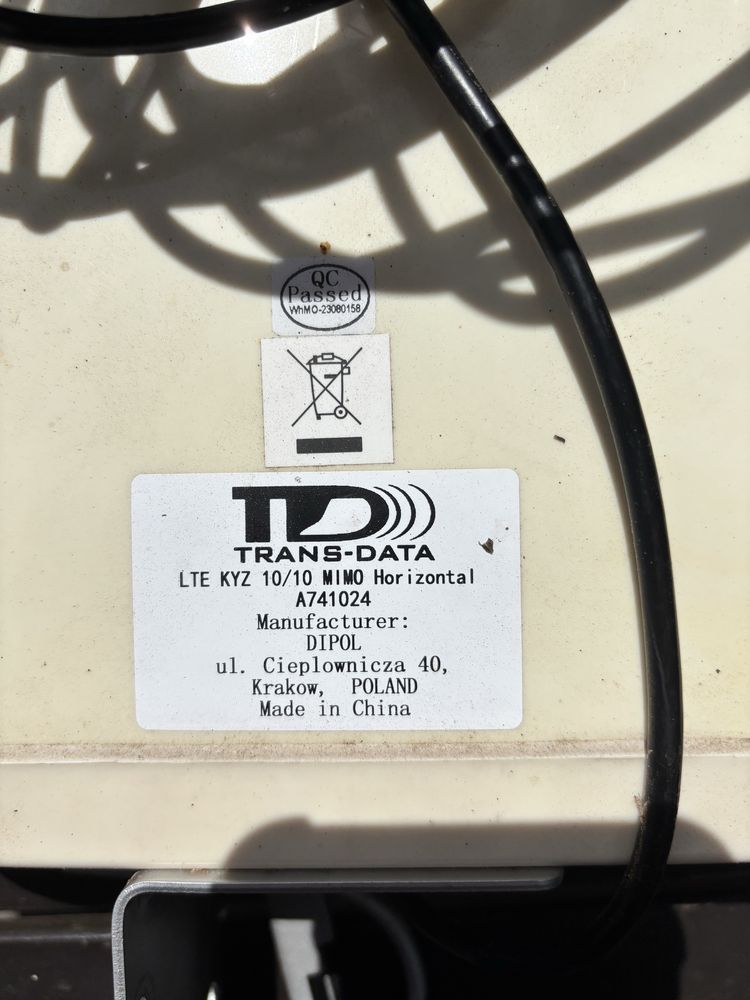 QC
Passed
WhMO-23080158
TD
TRANS-DATA
LTE KYZ 10/10 MIMO Horizontal
A741024
Manufacturer:
DIPOL
ul. Cieplownicza 40,
Krakow, POLAND
Made in China